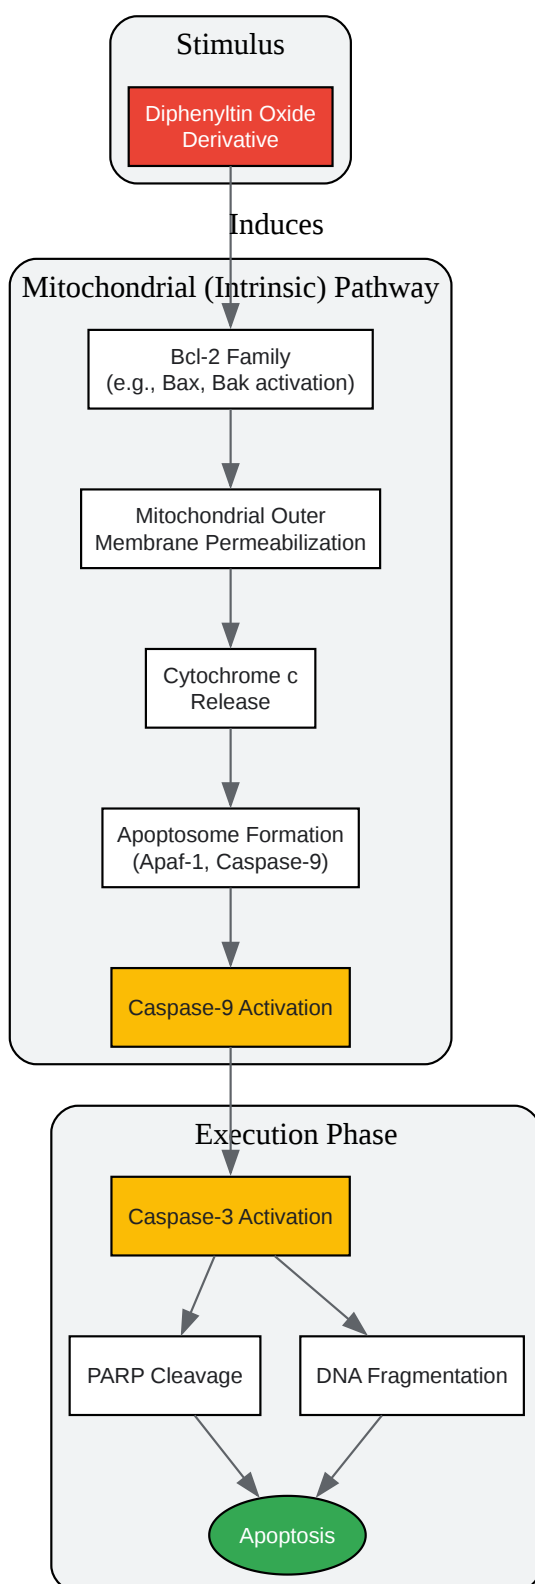 Stimulus
Diphenyltin Oxide
Derivative
Induces
Mitochondrial (Intrinsic) Pathway
Bcl-2 Family
(e.g., Bax, Bak activation)
Mitochondrial Outer
Membrane Permeabilization
Cytochrome c
Release
Apoptosome Formation
(Apaf-1, Caspase-9)
Caspase-9 Activation
Execution Phase
Caspase-3 Activation
PARP Cleavage
DNA Fragmentation
Apoptosis